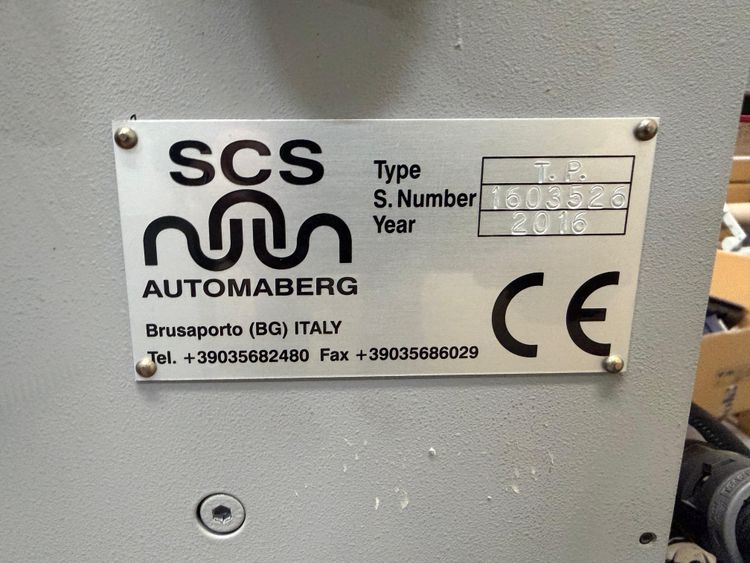 SCS
AUTOMABERG
Type T. P.
S. Number 1603526
Year 2016
CE
Brusaporto (BG) ITALY
Tel. +39035682480 Fax +39035686029